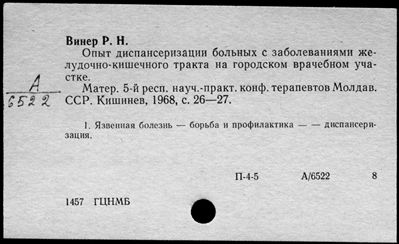 Винер Р. Н.
Опыт диспансеризации больных с заболеваниями же-
лудочно-кишечного тракта на городском врачебном уча-
стке.
А
6522
Матер. 5-й респ. науч.-практ. конф. терапевтов Молдав.
ССР. Кишинев, 1968, с. 26—27.
1. Язвенная болезнь — борьба и профилактика — — диспансери-
зация.
П-4-5 А/6522 8
1457 ГЦНМБ